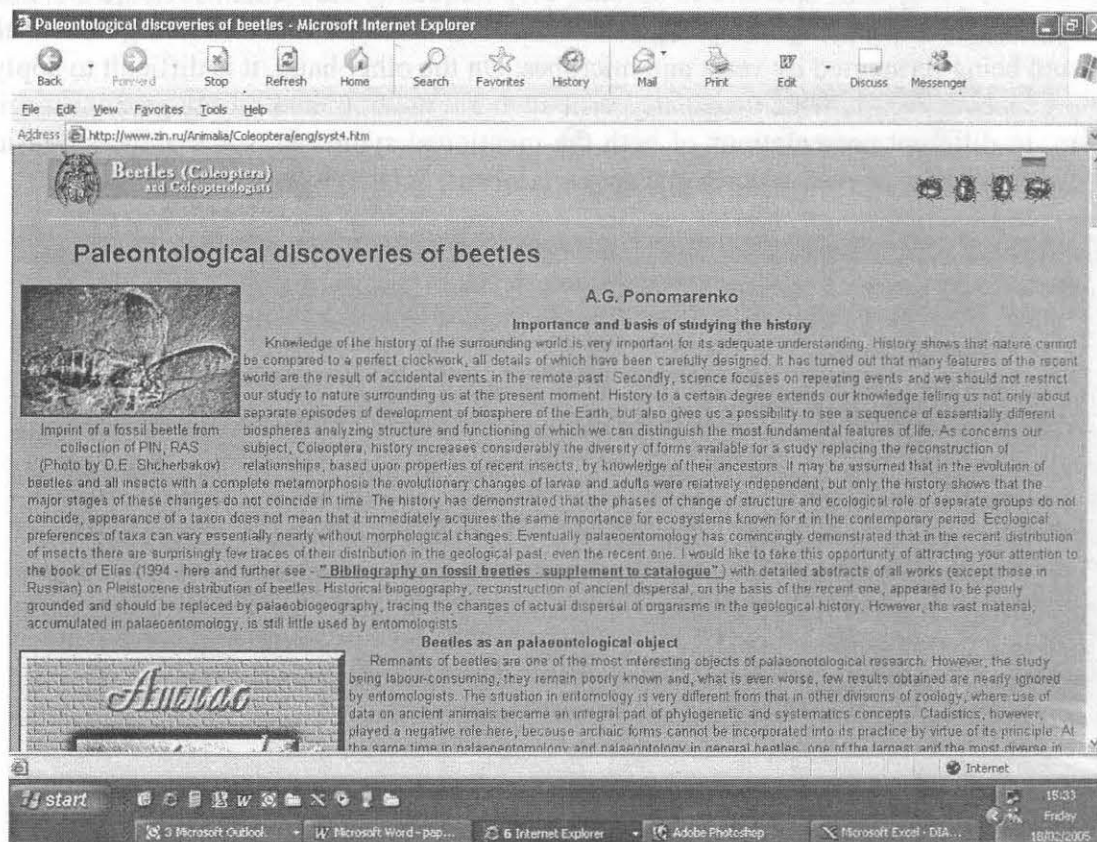 Paleontological discoveries of beetles - Microsoft Internet Explorer
Back Forward Stop Refresh Home Search Favorites History Mail Print Edit Discuss Messenger
File Edit View Favorites Tools Help
Address http://www.zin.ru/Animalia/Coleoptera/eng/syst4.htm
Beetles (Coleoptera)
and Coleopterologists
Paleontological discoveries of beetles
A.G. Ponomarenko
Importance and basis of studying the history
Knowledge of the history of the surrounding world is very important for its adequate understanding. History shows that nature cannot
be compared to a perfect clockwork, all details of which have been carefully designed. It has turned out that many features of the recent
world are the result of accidental events in the remote past. Secondly, science focuses on repeating events and we should not restrict
our study to nature surrounding us at the present moment. History to a certain degree extends our knowledge telling us not only about
separate episodes of development of biosphere of the Earth, but also gives us a possibility to see a sequence of essentially different
biospheres analyzing structure and functioning of which we can distinguish the most fundamental features of life. As concerns our
subject, Coleoptera, history increases considerably the diversity of forms available for a study replacing the reconstruction of
relationships, based upon properties of recent insects, by knowledge of their ancestors. It may be assumed that in the evolution of
Imprint of a fossil beetle from
collection of PIN, RAS
(Photo by D.E. Shcherbakov)
beetles and all insects with a complete metamorphosis the evolutionary changes of larvae and adults were relatively independent, but only the history shows that the
major stages of these changes do not coincide in time. The history has demonstrated that the phases of change of structure and ecological role of separate groups do not
coincide, appearance of a taxon does not mean that it immediately acquires the same importance for ecosysteme known for it in the contemporary period. Ecological
preferences of taxa can vary essentially nearly without morphological changes. Eventually palaeoentomology has convincingly demonstrated that in the recent distribution
of insects there are surprisingly few traces of their distribution in the geological past, even the recent one. I would like to take this opportunity of attracting your attention to
the book of Elias (1994 - here and further see - " Bibliography on fossil beetles - supplement to catalogue" ) with detailed abstracts of all works (except those in
Russian) on Pleistocene distribution of beetles. Historical biogeography, reconstruction of ancient dispersal, on the basis of the recent one, appeared to be poorly
grounded and should be replaced by palaeobiogeography, tracing the changes of actual dispersal of organisms in the geological history. However, the vast material,
accumulated in palaeoentomology, is still little used by entomologists.
Beetles as an palaeontological object
Remnants of beetles are one of the most interesting objects of palaeonotological research. However, the study
being labour-consuming, they remain poorly known and, what is even worse, few results obtained are nearly ignored
by entomologists. The situation in entomology is very different from that in other divisions of zoology, where use of
data on ancient animals became an integral part of phylogenetic and systematics concepts. Cladistics, however,
played a negative role here, because archaic forms cannot be incorporated into its practice by virtue of its principle. At
the same time in palaeoentomology and palaeontology in general beetles, one of the largest and the most diverse in
Internet
start
15:33
3 Microsoft Outlook Microsoft Word - pap... 6 Internet Explorer Adobe Photoshop Microsoft Excel - DIA...
Friday
18/02/2005